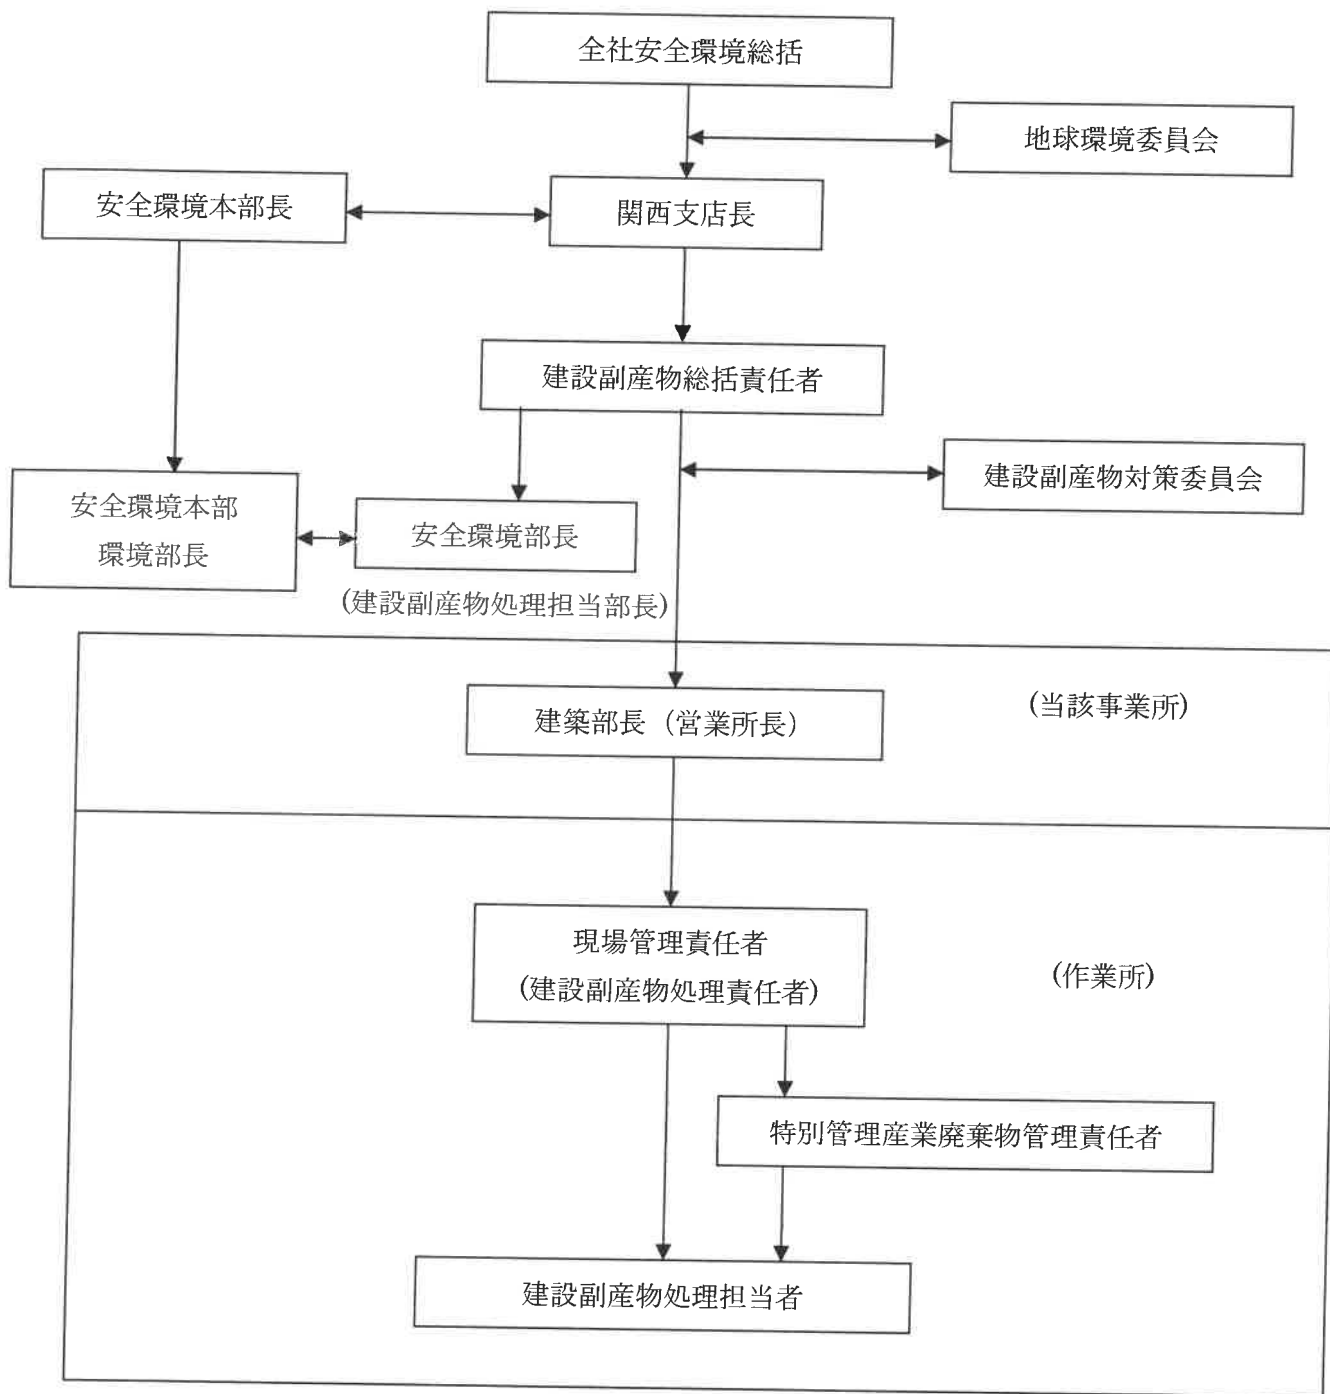 全社安全環境総括
地球環境委員会
安全環境本部長
関西支店長
建設副産物総括責任者
建設副産物対策委員会
安全環境本部
環境部長
安全環境部長
(建設副産物処理担当部長)
(当該事業所)
建築部長（営業所長）
現場管理責任者
(建設副産物処理責任者)
(作業所)
特別管理産業廃棄物管理責任者
建設副産物処理担当者